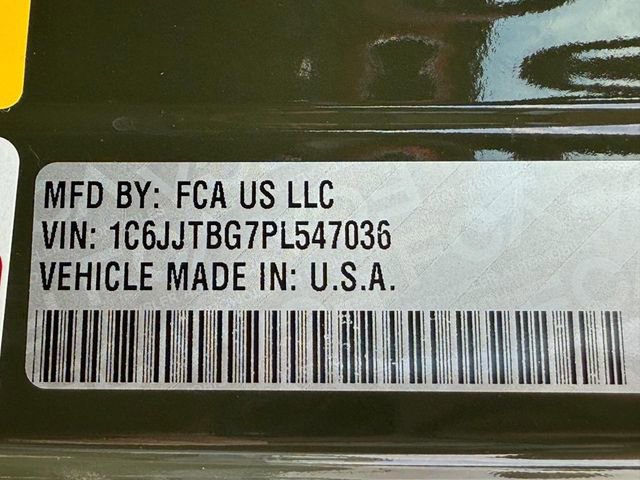 MFD BY: FCA US LLC
VIN: 1C6JJTBG7PL547036
VEHICLE MADE IN: U.S.A.